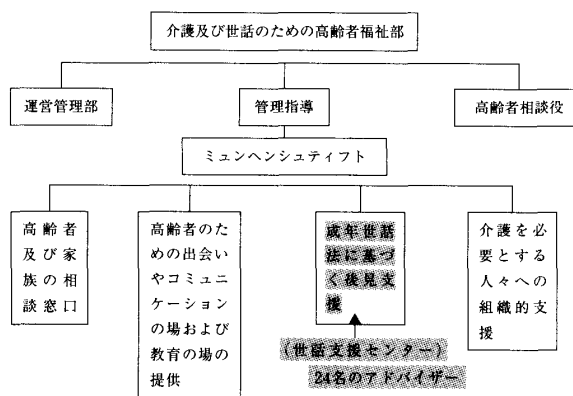 介護及び世話のための高齢者福祉部
運営管理部
管理指導
高齢者相談役
ミュンヘンシュティフト
高齢者
及び家
族の相
談窓口
高齢者のた
めの出会い
やコミュニ
ケーション
の場および
教育の場の
提供
成年世話
法に基づ
く後見支
援
介護を必
要とする
人々への
組織的支
援
(世話支援センター)
24名のアドバイザー